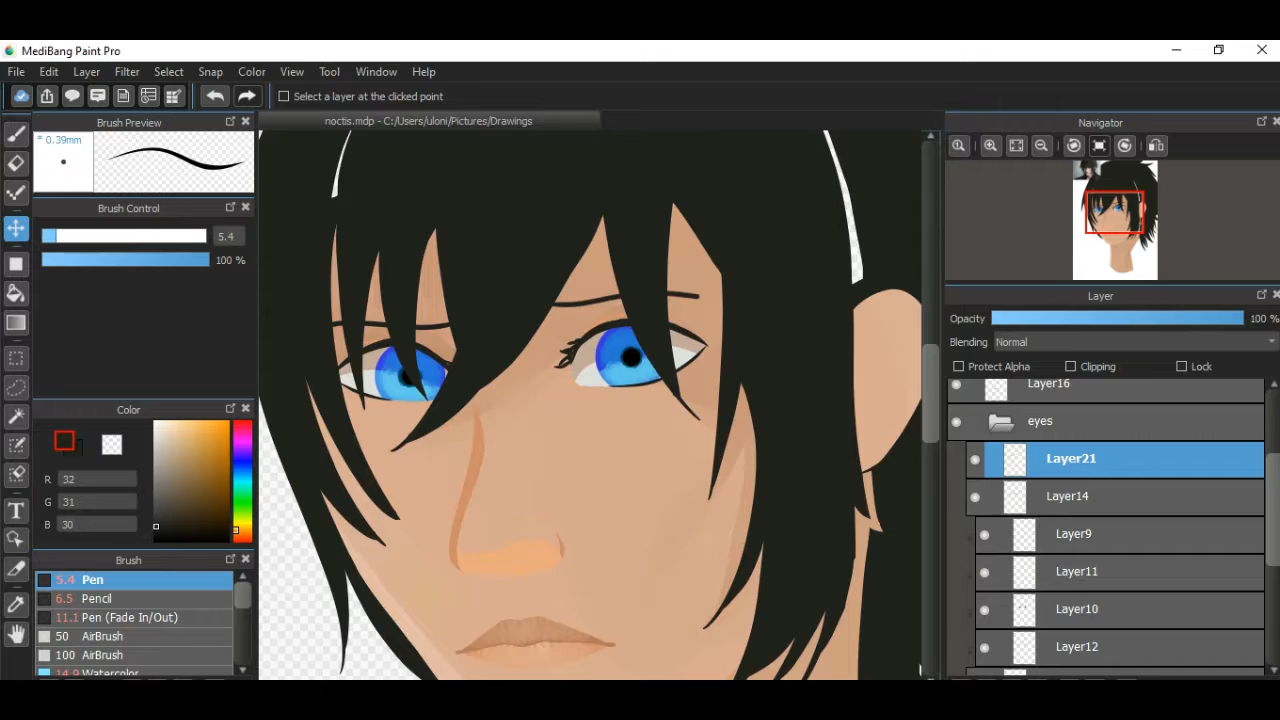 MediBang Paint Pro
File Edit Layer Filter Select Snap Color View Tool Window Help
Select a layer at the clicked point
Brush Preview
noctis.mdp - C:/Users/uloni/Pictures/Drawings
Navigator
0.39mm
Brush Control
5.4
100 %
Layer
Opacity 100 %
Blending Normal
Protect Alpha Clipping Lock
Layer16
eyes
Layer21
Layer14
Layer9
Layer11
Layer10
Layer12
Color
R 32
G 31
B 30
Brush
5.4 Pen
6.5 Pencil
11.1 Pen (Fade In/Out)
50 AirBrush
100 AirBrush
14.9 Watercolor